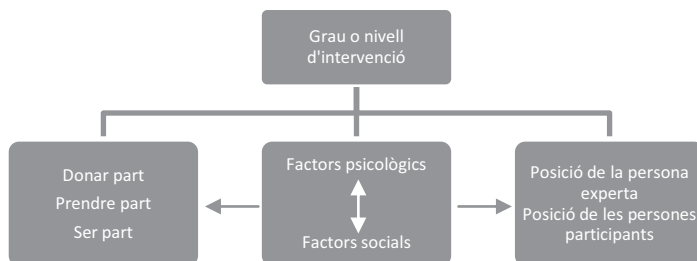 Grau o nivell
d'intervenció
Donar part
Prendre part
Ser part
Factors psicològics
Factors socials
Posició de la persona
experta
Posició de les persones
participants